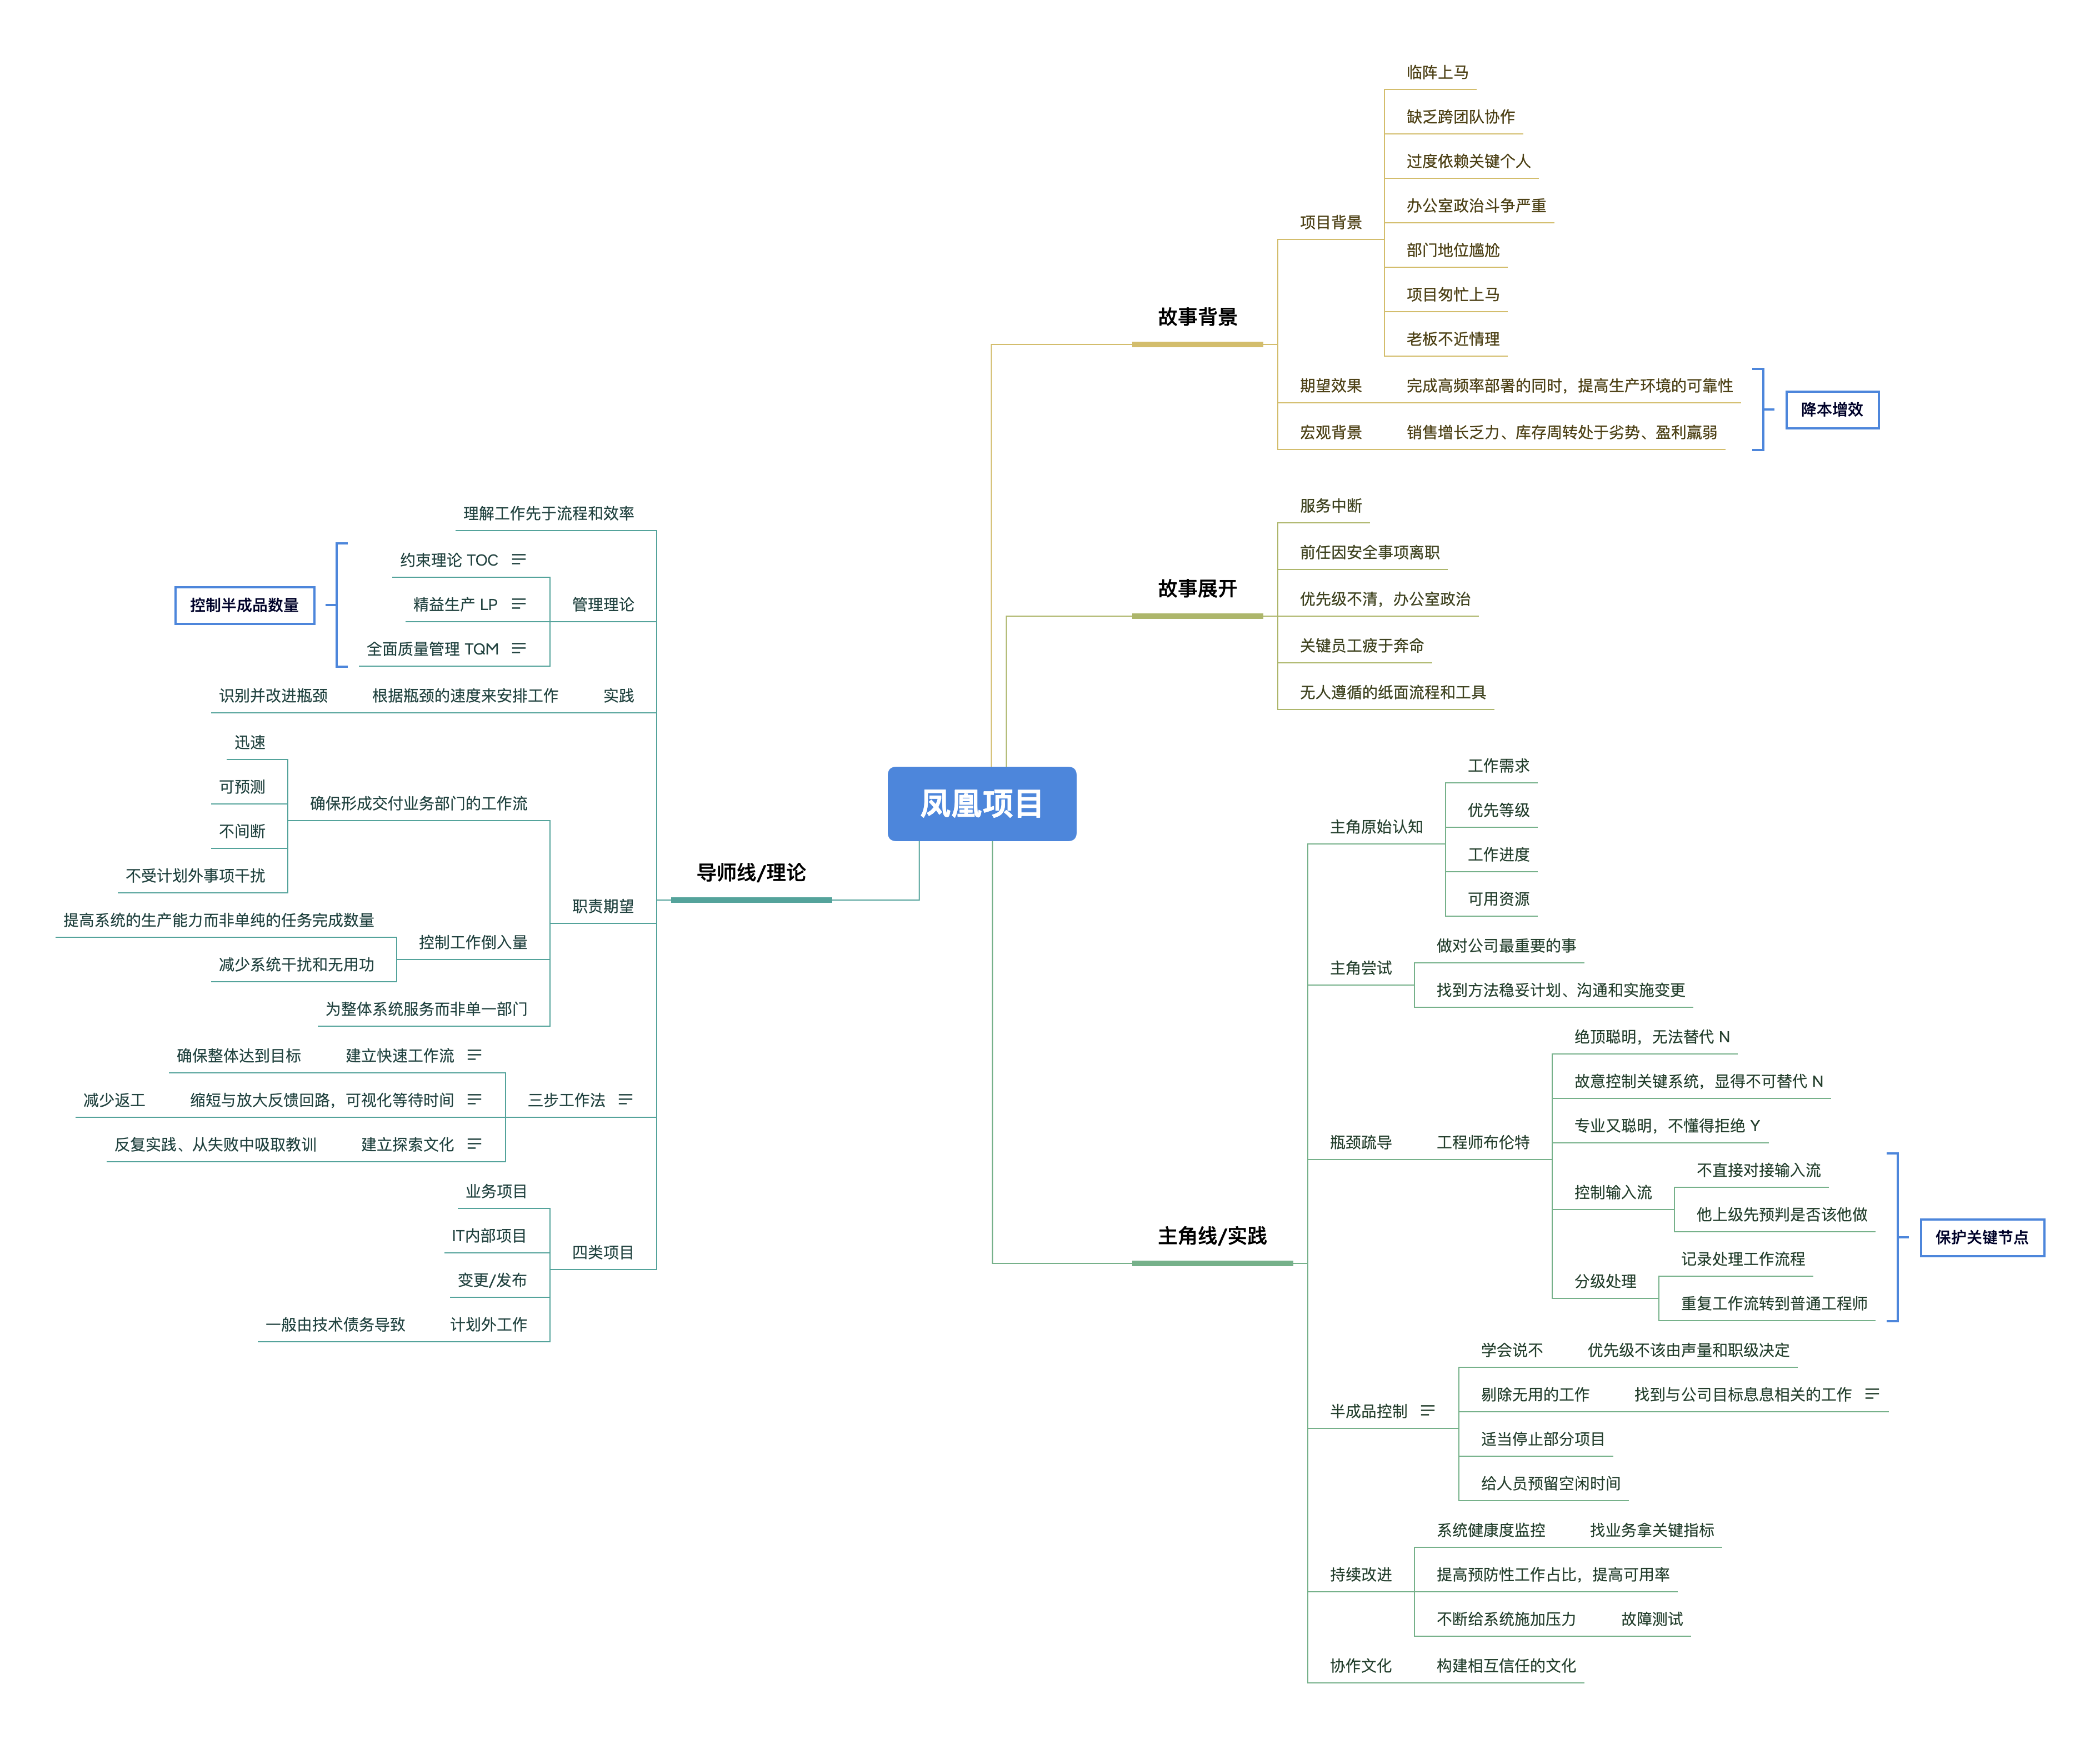 凤凰项目
故事背景
项目背景
临阵上马
缺乏跨团队协作
过度依赖关键个人
办公室政治斗争严重
部门地位尴尬
项目匆忙上马
老板不近情理
期望效果
完成高频率部署的同时，提高生产环境的可靠性
宏观背景
销售增长乏力、库存周转处于劣势、盈利羸弱
降本增效
故事展开
服务中断
前任因安全事项离职
优先级不清，办公室政治
关键员工疲于奔命
无人遵循的纸面流程和工具
主角线/实践
主角原始认知
工作需求
优先等级
工作进度
可用资源
主角尝试
做对公司最重要的事
找到方法稳妥计划、沟通和实施变更
瓶颈疏导
工程师布伦特
绝顶聪明，无法替代 N
故意控制关键系统，显得不可替代 N
专业又聪明，不懂得拒绝 Y
控制输入流
不直接对接输入流
他上级先预判是否该他做
分级处理
记录处理工作流程
重复工作流转到普通工程师
保护关键节点
半成品控制
学会说不
优先级不该由声量和职级决定
剔除无用的工作
找到与公司目标息息相关的工作
适当停止部分项目
给人员预留空闲时间
持续改进
系统健康度监控
找业务拿关键指标
提高预防性工作占比，提高可用率
不断给系统施加压力
故障测试
协作文化
构建相互信任的文化
导师线/理论
理解工作先于流程和效率
管理理论
约束理论 TOC
精益生产 LP
全面质量管理 TQM
控制半成品数量
实践
根据瓶颈的速度来安排工作
识别并改进瓶颈
职责期望
确保形成交付业务部门的工作流
迅速
可预测
不间断
不受计划外事项干扰
控制工作倒入量
提高系统的生产能力而非单纯的任务完成数量
减少系统干扰和无用功
为整体系统服务而非单一部门
三步工作法
建立快速工作流
确保整体达到目标
缩短与放大反馈回路，可视化等待时间
减少返工
建立探索文化
反复实践、从失败中吸取教训
四类项目
业务项目
IT内部项目
变更/发布
计划外工作
一般由技术债务导致